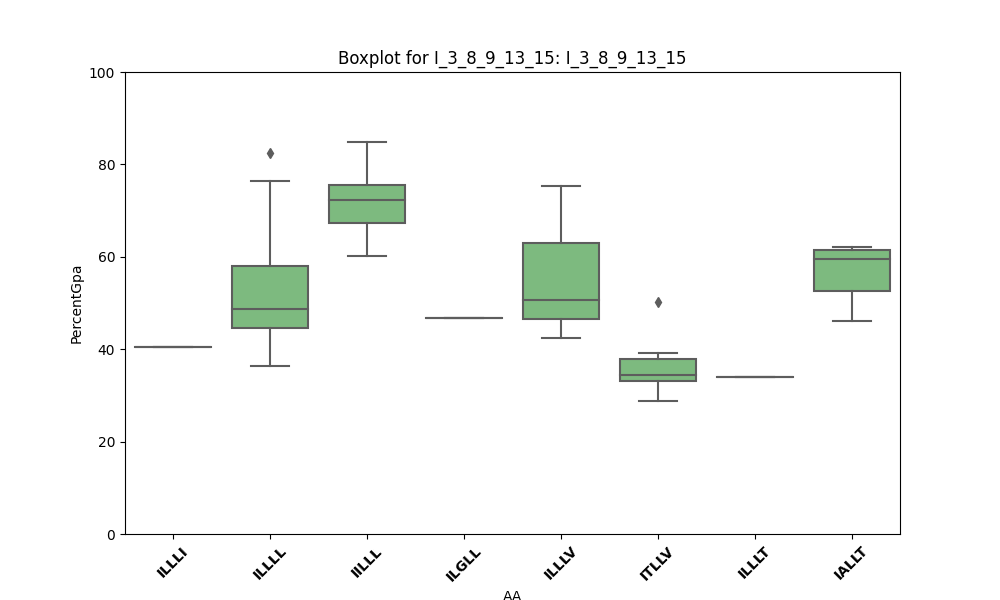 Boxplot for I_3_8_9_13_15: I_3_8_9_13_15
100
80
60
40
20
0
PercentGpa
ILLLI
ILLLL
IILLL
ILGLL
ILLLV
ITLLV
ILLLT
IALLT
AA